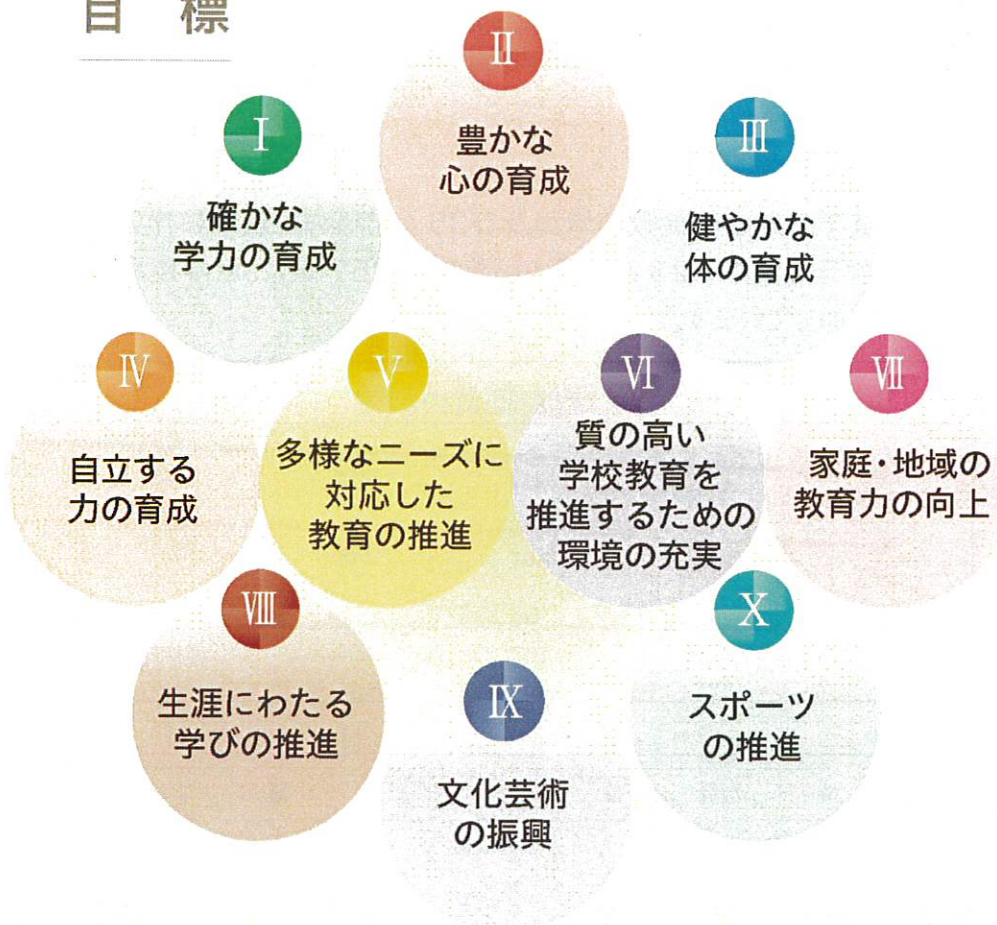 目 標
Ⅰ
確かな
学力の育成
Ⅱ
豊かな
心の育成
Ⅲ
健やかな
体の育成
Ⅳ
自立する
力の育成
Ⅴ
多様なニーズに
対応した
教育の推進
Ⅵ
質の高い
学校教育を
推進するための
環境の充実
Ⅶ
家庭・地域の
教育力の向上
Ⅷ
生涯にわたる
学びの推進
Ⅸ
文化芸術
の振興
Ⅹ
スポーツ
の推進